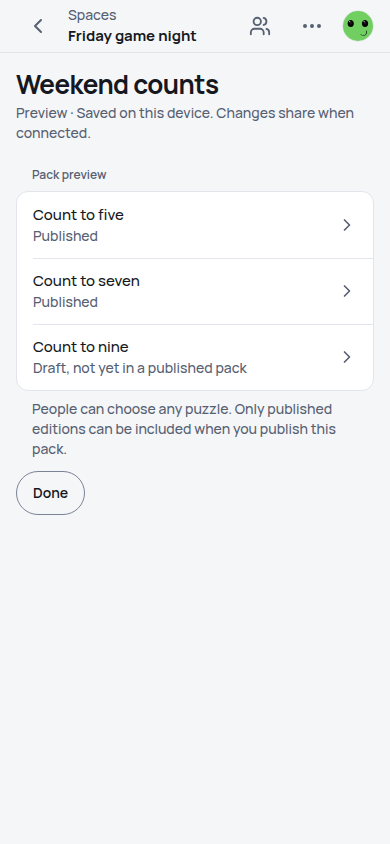 Spaces
Friday game night
Weekend counts
Preview · Saved on this device. Changes share when
connected.
Pack preview
Count to five
Published
Count to seven
Published
Count to nine
Draft, not yet in a published pack
People can choose any puzzle. Only published
editions can be included when you publish this
pack.
Done